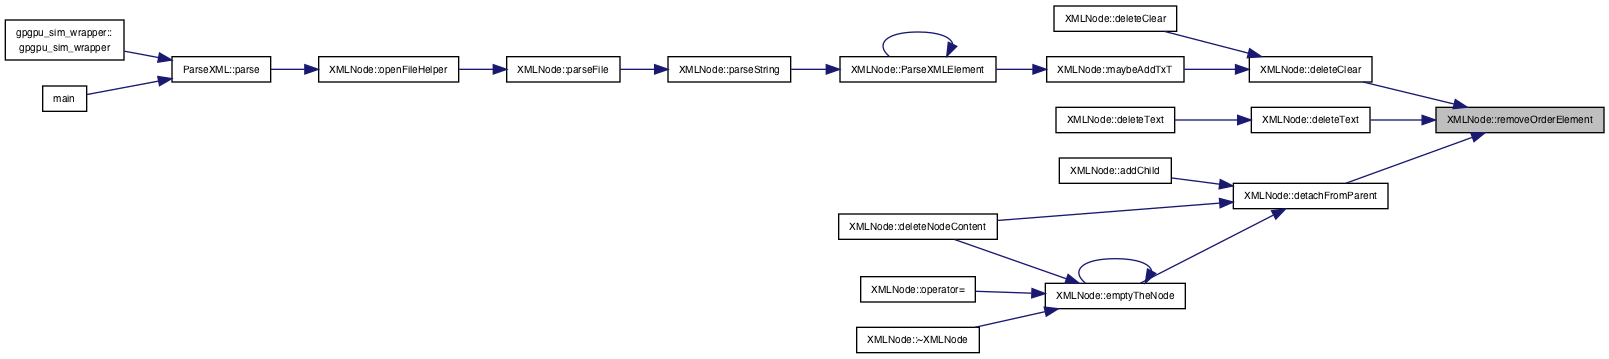 gpgpu_sim_wrapper::
gpgpu_sim_wrapper
main
ParseXML::parse
XMLNode::openFileHelper
XMLNode::parseFile
XMLNode::parseString
XMLNode::ParseXMLElement
XMLNode::deleteClear
XMLNode::maybeAddTxT
XMLNode::deleteClear
XMLNode::deleteText
XMLNode::deleteText
XMLNode::removeOrderElement
XMLNode::addChild
XMLNode::detachFromParent
XMLNode::deleteNodeContent
XMLNode::operator=
XMLNode::emptyTheNode
XMLNode::~XMLNode